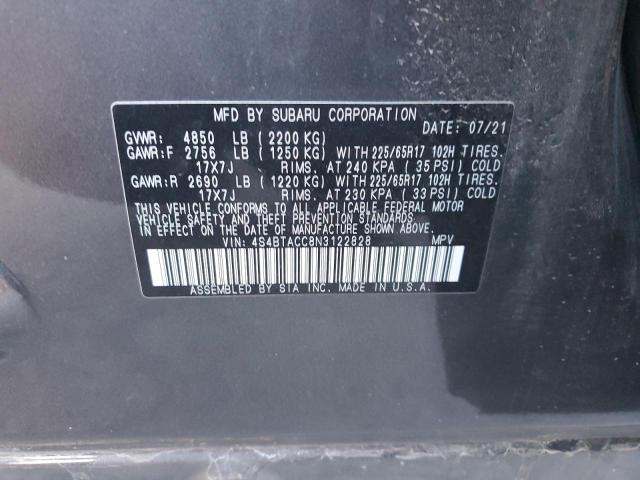 MFD BY SUBARU CORPORATION
DATE: 07/21
GVWR: 4850 LB (2200 KG)
GAWR:F 2756 LB (1250 KG) WITH 225/65R17 102H TIRES.
17X7J RIMS. AT 240 KPA (35 PSI) COLD
GAWR:R 2690 LB (1220 KG) WITH 225/65R17 102H TIRES.
17X7J RIMS. AT 230 KPA (33 PSI) COLD
THIS VEHICLE CONFORMS TO ALL APPLICABLE FEDERAL MOTOR
VEHICLE SAFETY AND THEFT PREVENTION STANDARDS
IN EFFECT ON THE DATE OF MANUFACTURE SHOWN ABOVE.
VIN: 4S4BTACC8N3122828 MPV
ASSEMBLED BY SIA INC. MADE IN U.S.A.